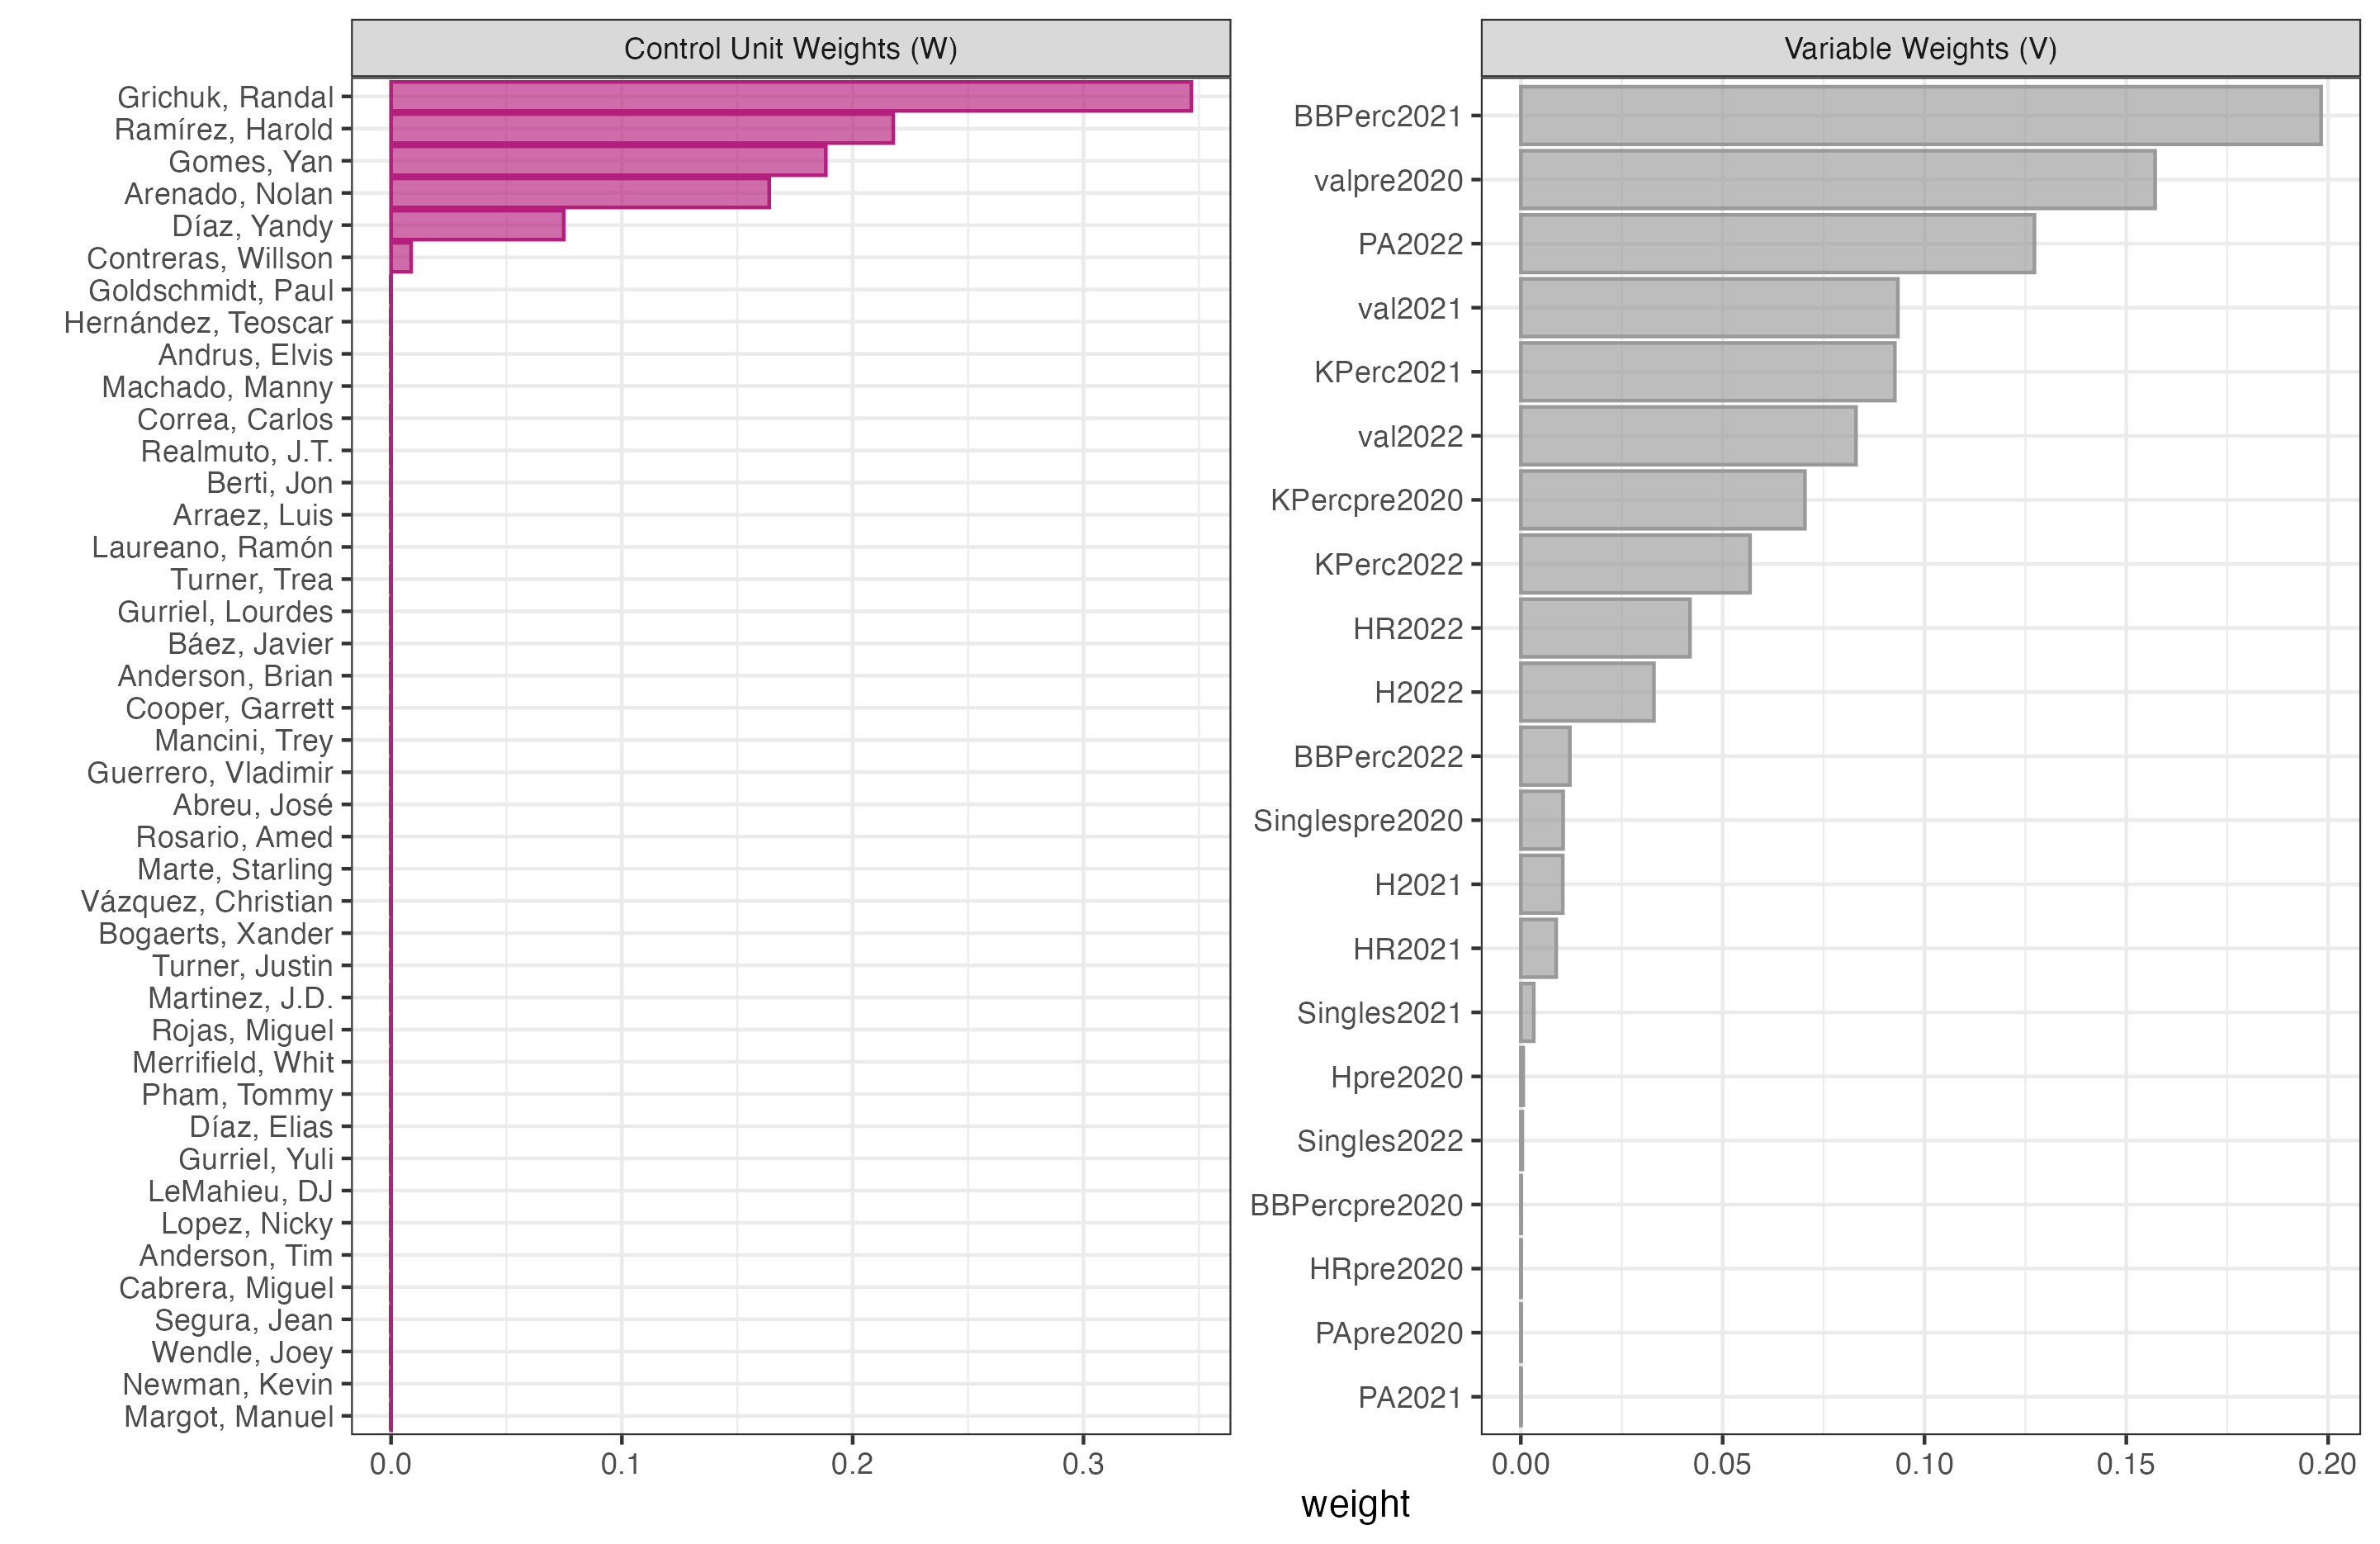 Control Unit Weights (W)
Grichuk, Randal
Ramírez, Harold
Gomes, Yan
Arenado, Nolan
Díaz, Yandy
Contreras, Willson
Goldschmidt, Paul
Hernández, Teoscar
Andrus, Elvis
Machado, Manny
Correa, Carlos
Realmuto, J.T.
Berti, Jon
Arraez, Luis
Laureano, Ramón
Turner, Trea
Gurriel, Lourdes
Báez, Javier
Anderson, Brian
Cooper, Garrett
Mancini, Trey
Guerrero, Vladimir
Abreu, José
Rosario, Amed
Marte, Starling
Vázquez, Christian
Bogaerts, Xander
Turner, Justin
Martinez, J.D.
Rojas, Miguel
Merrifield, Whit
Pham, Tommy
Díaz, Elias
Gurriel, Yuli
LeMahieu, DJ
Lopez, Nicky
Anderson, Tim
Cabrera, Miguel
Segura, Jean
Wendle, Joey
Newman, Kevin
Margot, Manuel
0.0 0.1 0.2 0.3
Variable Weights (V)
BBPerc2021
valpre2020
PA2022
val2021
KPerc2021
val2022
KPercpre2020
KPerc2022
HR2022
H2022
BBPerc2022
Singlespre2020
H2021
HR2021
Singles2021
Hpre2020
Singles2022
BBPercpre2020
HRpre2020
PApre2020
PA2021
0.00 0.05 0.10 0.15 0.20
weight